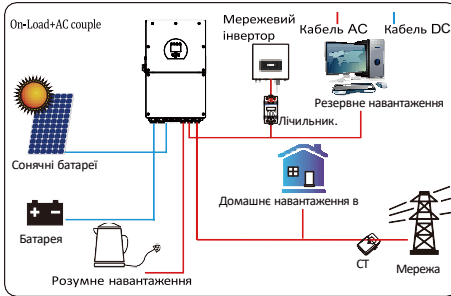 On-Load+AC couple
Мережевий
інвертор
Кабель AC
Кабель DC
Лічильник.
Резервне навантаження
Сонячні батареї
Домашнє навантаження в
Батарея
Розумне навантаження
CT
Мережа